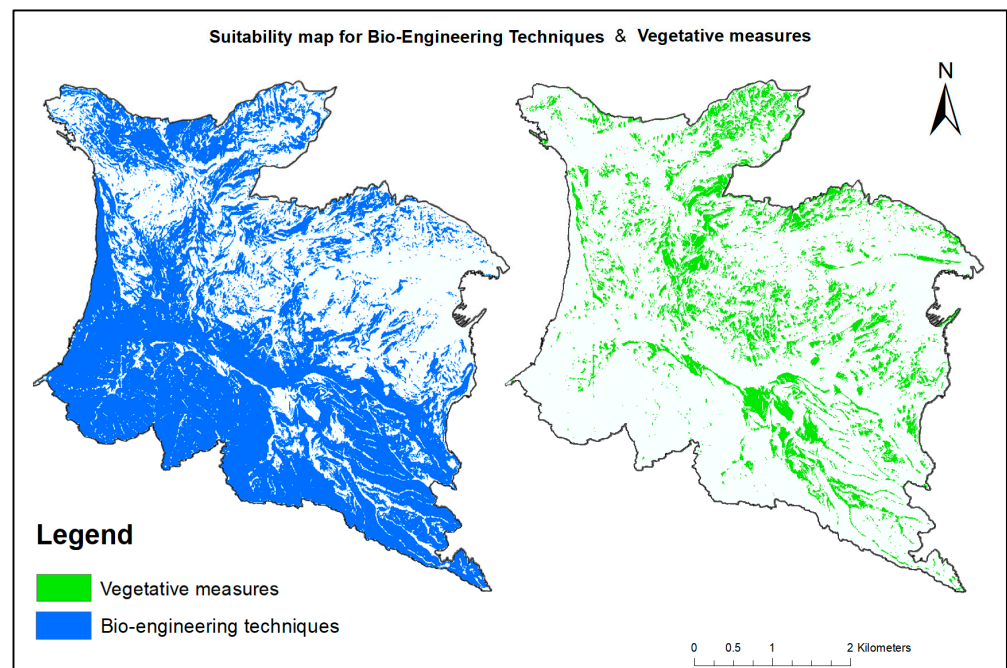 Suitability map for Bio-Engineering Techniques & Vegetative measures
N
Legend
Vegetative measures
Bio-engineering techniques
0 0.5 1 2 Kilometers